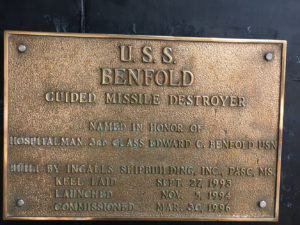 U.S.S.
BENFOLD
GUIDED MISSILE DESTROYER
NAMED IN HONOR OF
HOSPITALMAN 3RD CLASS EDWARD C. BENFOLD USN
BUILT BY INGALLS SHIPBUILDING, INC., PASC, MS.
KEEL LAID SEPT. 27, 1993
LAUNCHED NOV. 5, 1994
COMMISSIONED MAR. 30, 1996